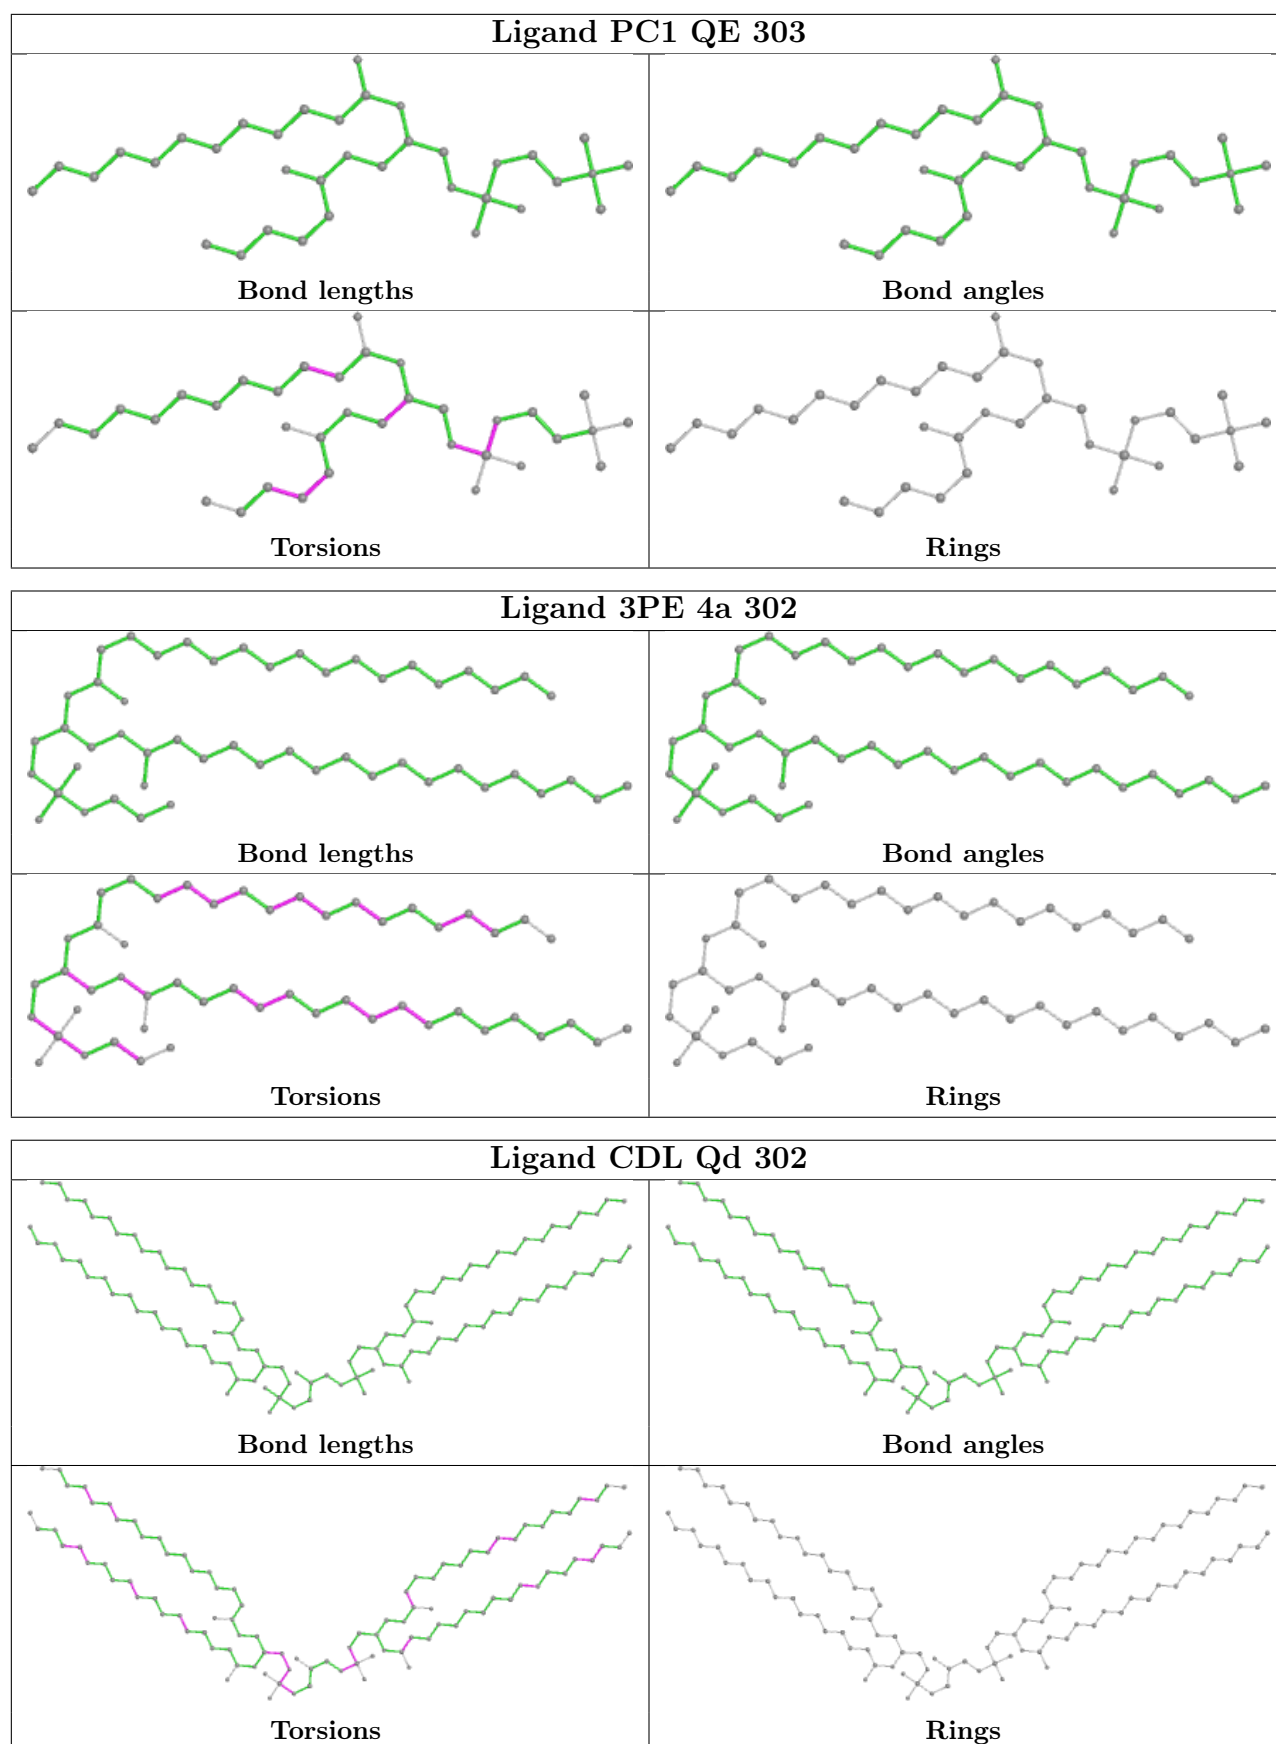 Ligand PC1 QE 303
Bond lengths
Bond angles
Torsions
Rings
Ligand 3PE 4a 302
Bond lengths
Bond angles
Torsions
Rings
Ligand CDL Qd 302
Bond lengths
Bond angles
Torsions
Rings